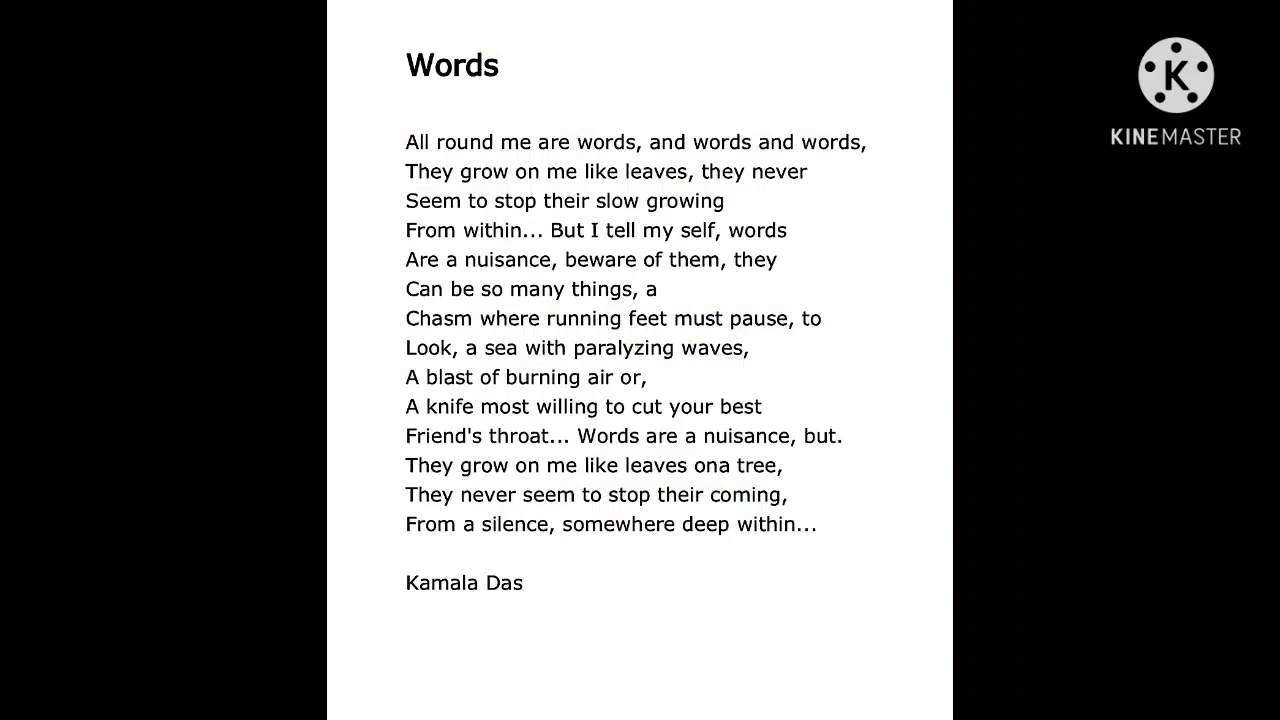 Words
All round me are words, and words and words,
They grow on me like leaves, they never
Seem to stop their slow growing
From within... But I tell my self, words
Are a nuisance, beware of them, they
Can be so many things, a
Chasm where running feet must pause, to
Look, a sea with paralyzing waves,
A blast of burning air or,
A knife most willing to cut your best
Friend's throat... Words are a nuisance, but.
They grow on me like leaves ona tree,
They never seem to stop their coming,
From a silence, somewhere deep within...
Kamala Das
K
KINEMASTER